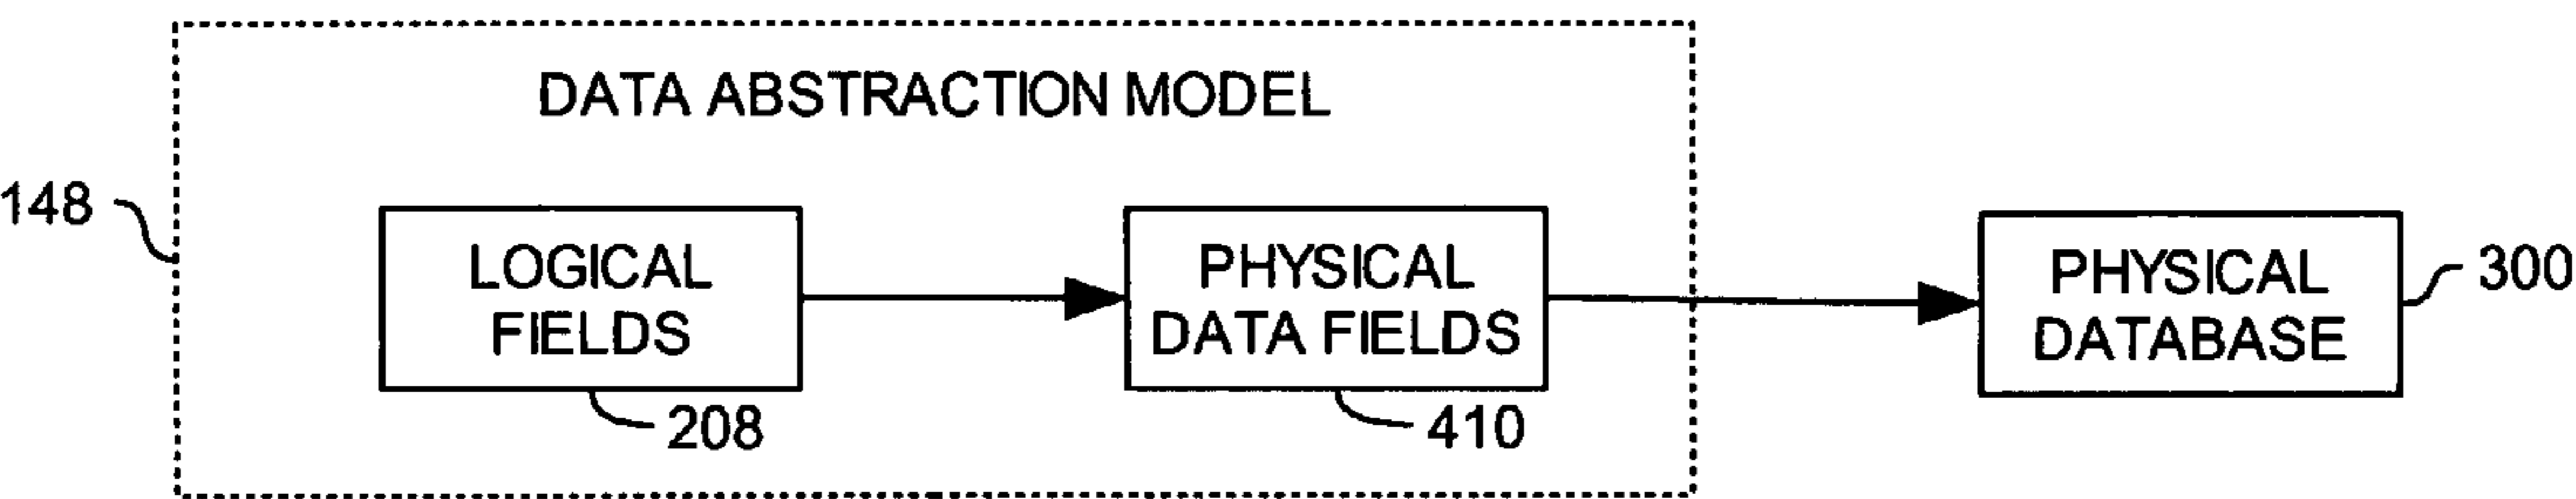 DATA ABSTRACTION MODEL
148
LOGICAL
FIELDS
208
PHYSICAL
DATA FIELDS
410
PHYSICAL
DATABASE
300